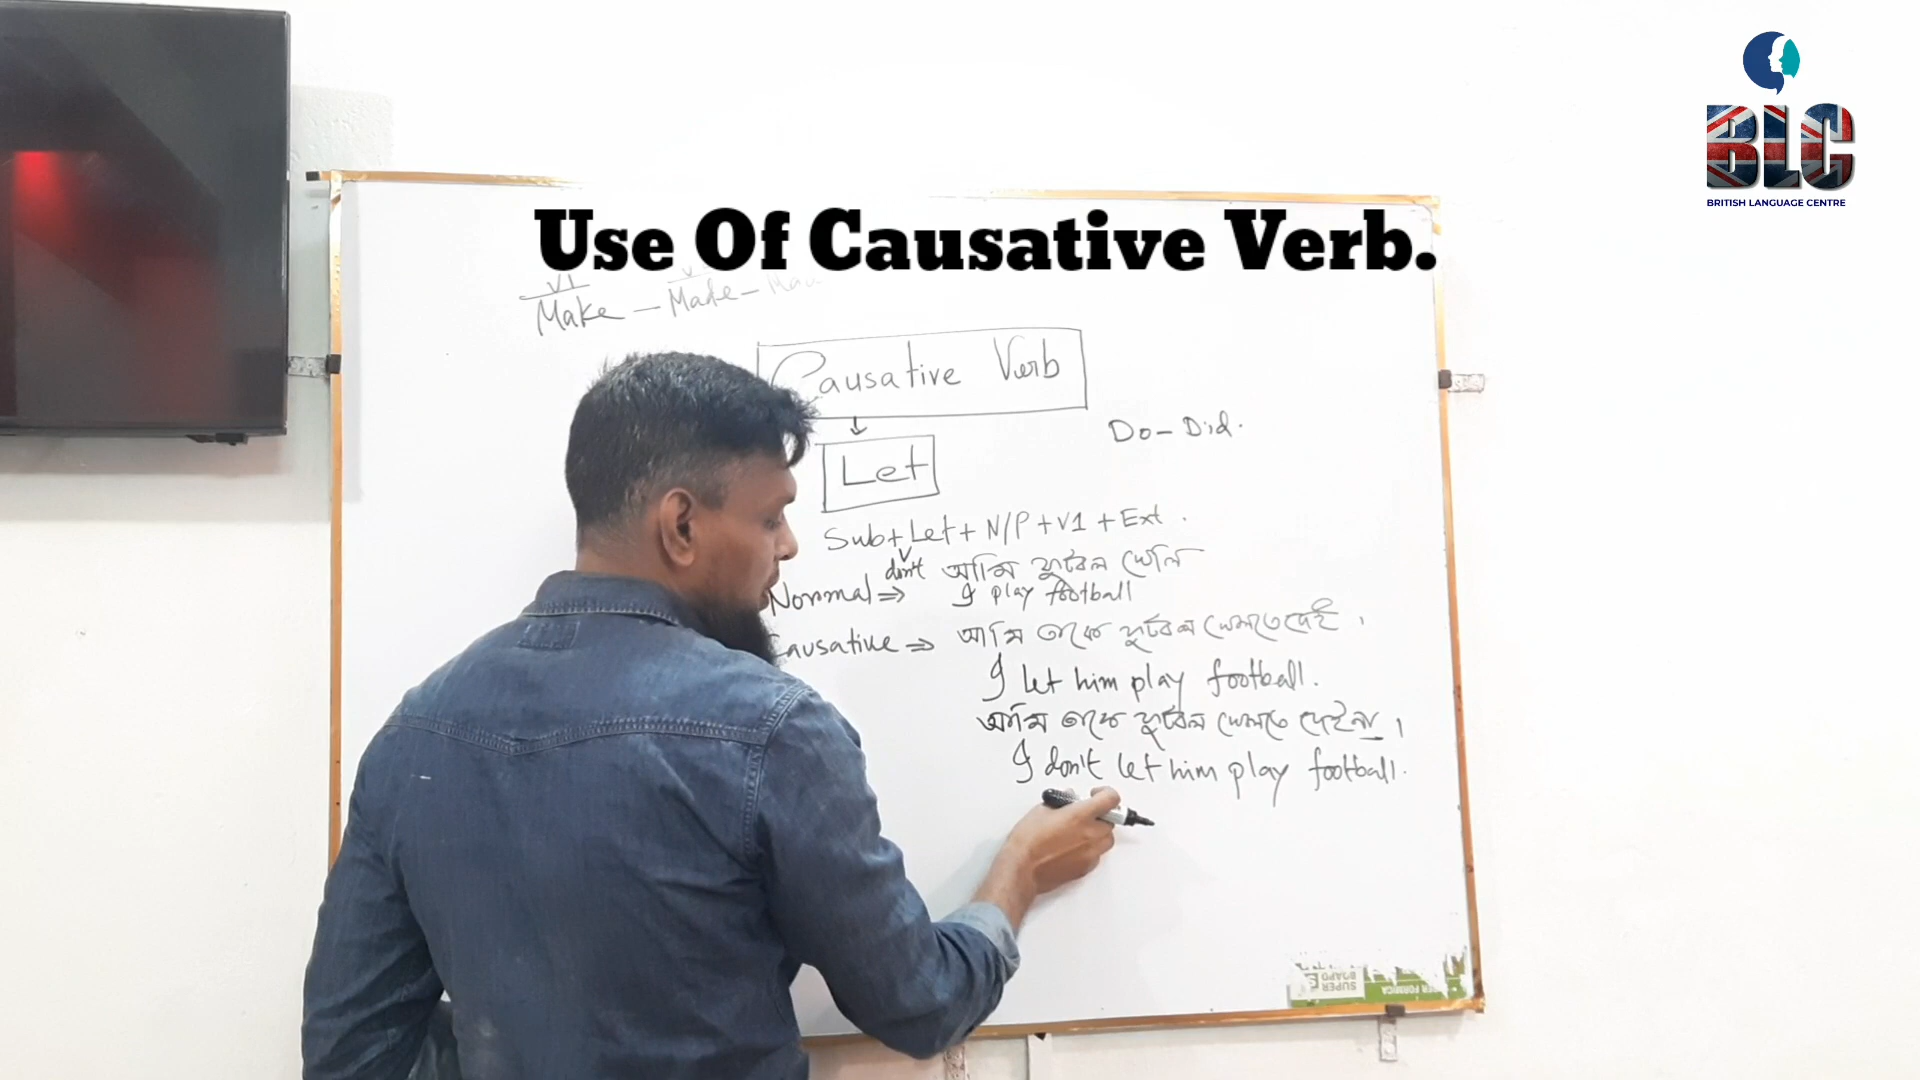 BLC
BRITISH LANGUAGE CENTRE
Use Of Causative Verb.
V1
Make – Made –
Causative Verb
Do – Did.
Let
Sub + Let + N/P + V1 + Ext.
don't আমি ফুটবল খেলি
Normal ⇒ I play football
Causative ⇒ আমি তাকে ফুটবল খেলতে দেই।
I let him play football.
আমি তাকে ফুটবল খেলতে দেই না।
I don't let him play football.
SUPER BOARD